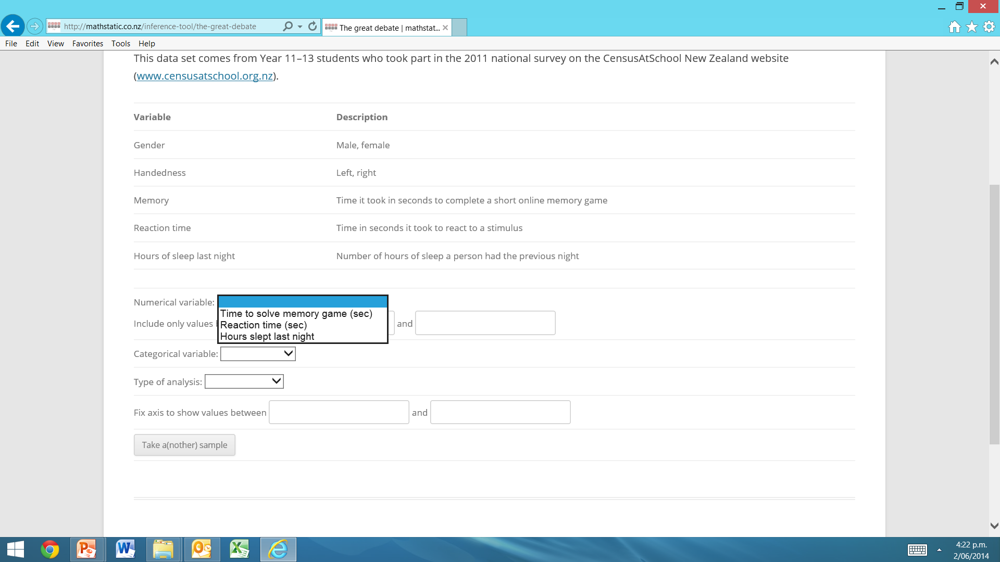 http://mathstatic.co.nz/inference-tool/the-great-debate
The great debate | mathstat...
File Edit View Favorites Tools Help
This data set comes from Year 11–13 students who took part in the 2011 national survey on the CensusAtSchool New Zealand website
(www.censusatschool.org.nz).
Variable Description
Gender Male, female
Handedness Left, right
Memory Time it took in seconds to complete a short online memory game
Reaction time Time in seconds it took to react to a stimulus
Hours of sleep last night Number of hours of sleep a person had the previous night
Numerical variable:
Time to solve memory game (sec)
Reaction time (sec)
Hours slept last night
Include only values and
Categorical variable:
Type of analysis:
Fix axis to show values between and
Take a(nother) sample
4:22 p.m.
2/06/2014